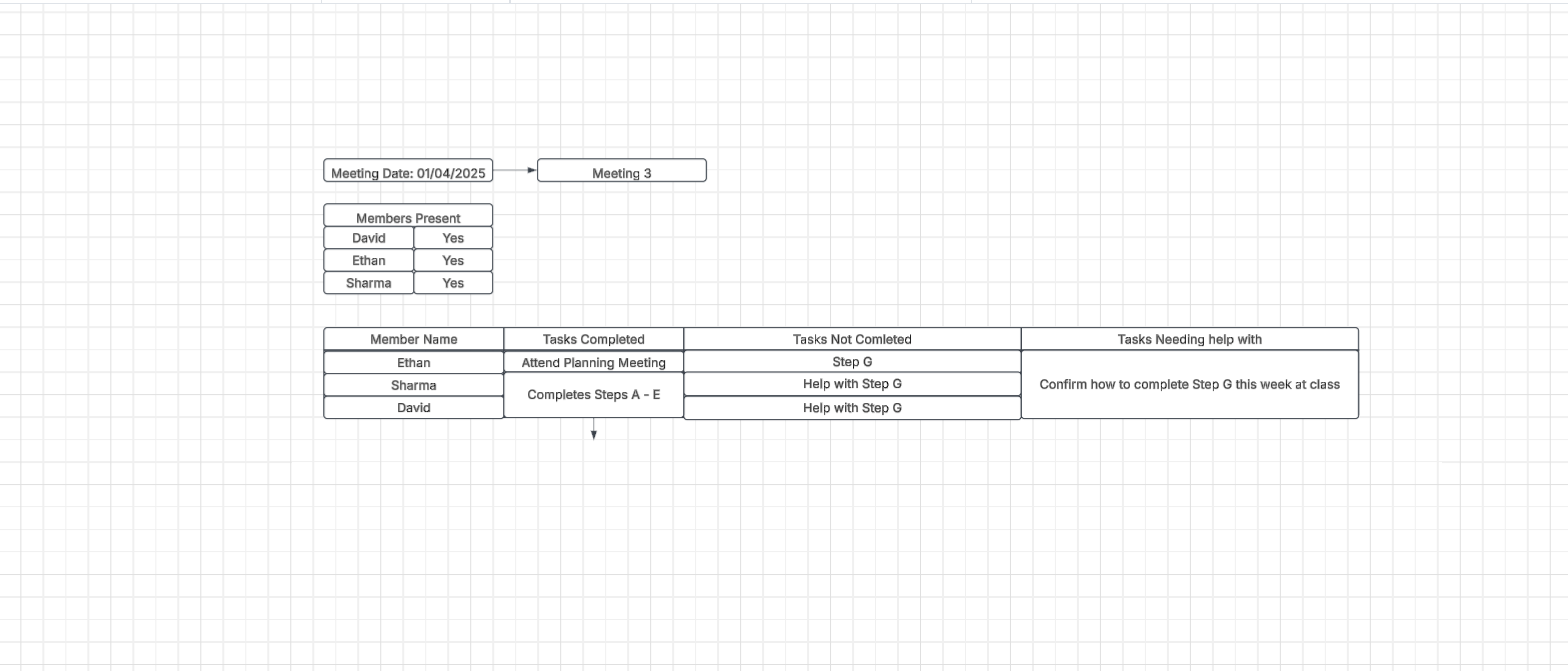 Meeting Date: 01/04/2025
Meeting 3
Members Present
David Yes
Ethan Yes
Sharma Yes
Member Name Tasks Completed Tasks Not Comleted Tasks Needing help with
Ethan Attend Planning Meeting Step G
Sharma Completes Steps A - E Help with Step G Confirm how to complete Step G this week at class
David Help with Step G